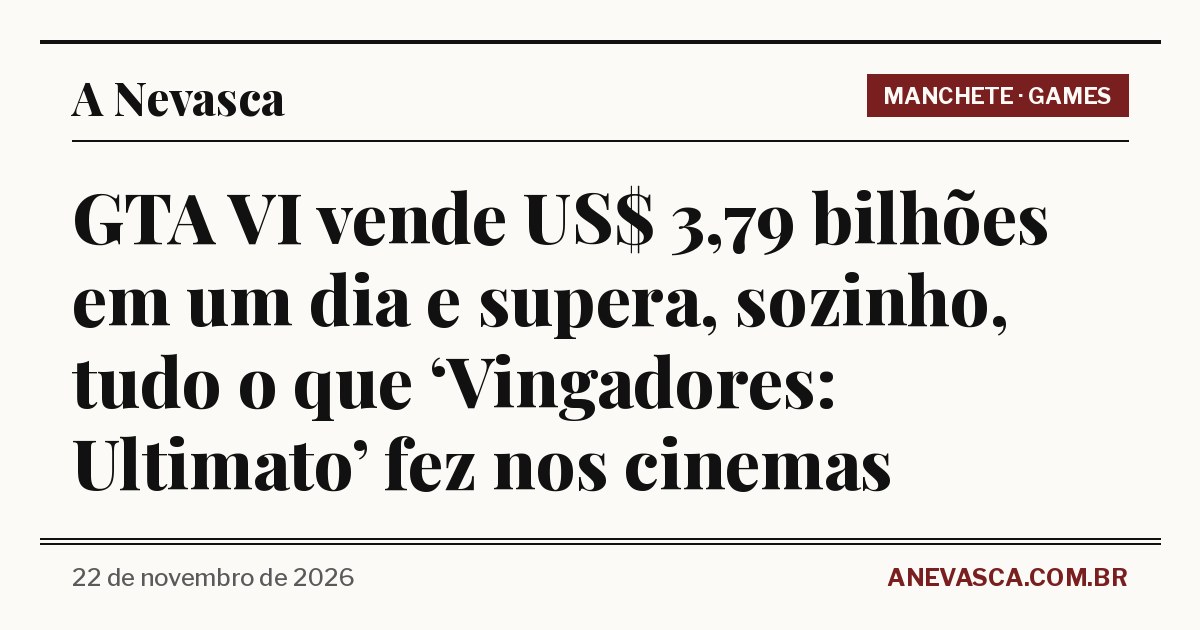 A Nevasca
MANCHETE · GAMES
GTA VI vende US$ 3,79 bilhões
em um dia e supera, sozinho,
tudo o que ‘Vingadores:
Ultimato’ fez nos cinemas
22 de novembro de 2026
ANEVASCA.COM.BR